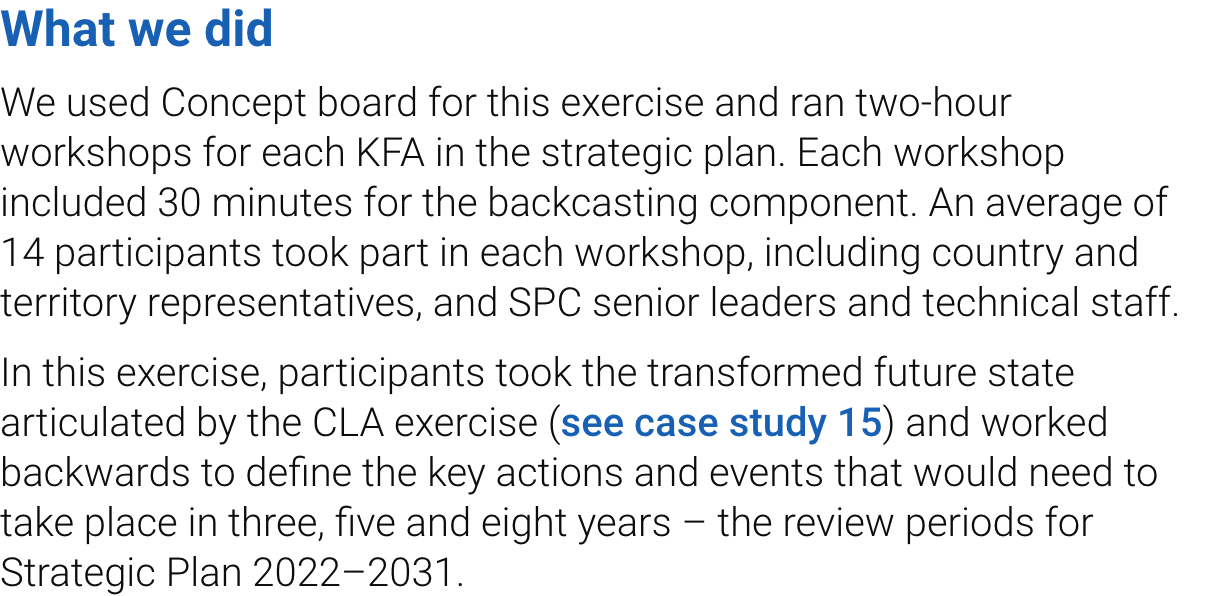 What we did
We used Concept board for this exercise and ran two-hour
workshops for each KFA in the strategic plan. Each workshop
included 30 minutes for the backcasting component. An average of
14 participants took part in each workshop, including country and
territory representatives, and SPC senior leaders and technical staff.
In this exercise, participants took the transformed future state
articulated by the CLA exercise (see case study 15) and worked
backwards to define the key actions and events that would need to
take place in three, five and eight years – the review periods for
Strategic Plan 2022–2031.